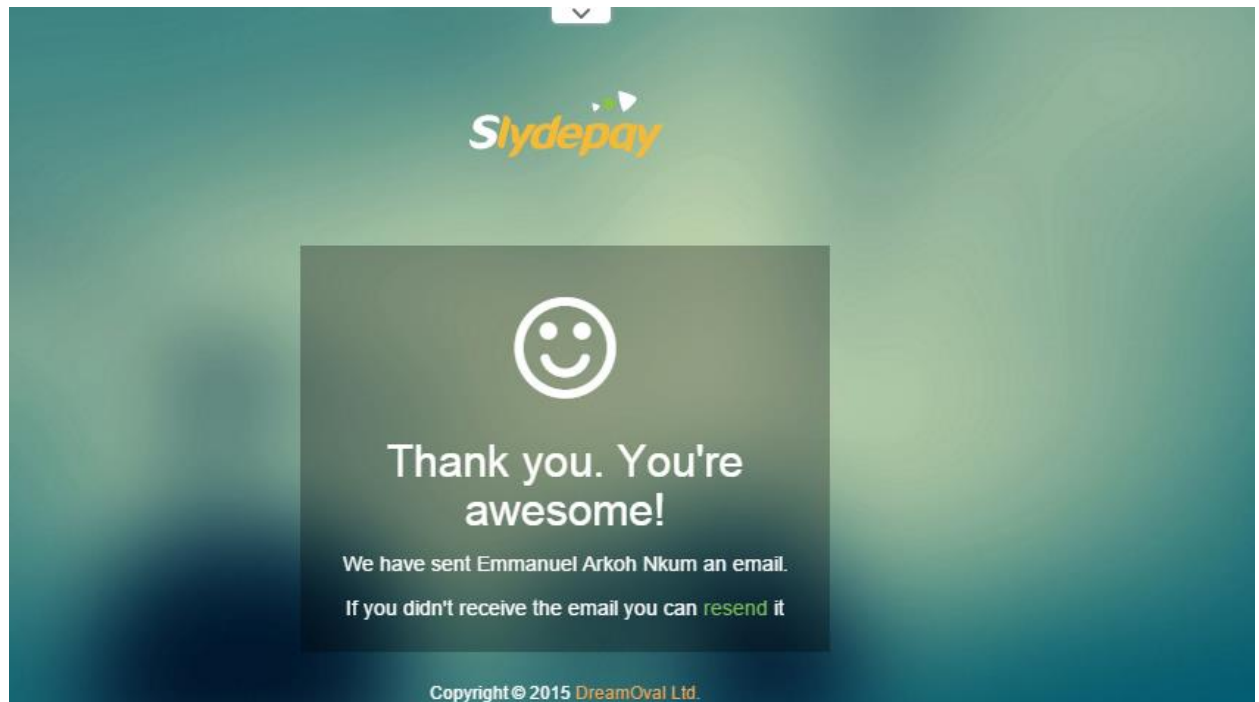 Slydepay
Thank you. You're
awesome!
We have sent Emmanuel Arkoh Nkum an email.
If you didn't receive the email you can resend it
Copyright © 2015 DreamOval Ltd.